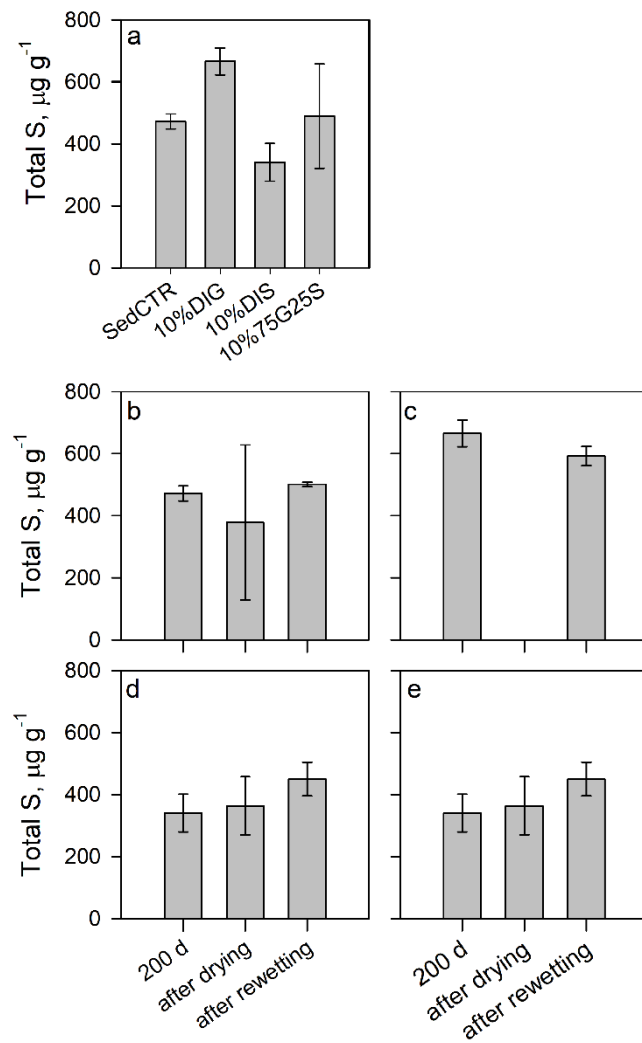 Total S, µg g⁻¹
800
600
400
200
0
a
SedCTR
10%DIG
10%DIS
10%75G25S
Total S, µg g⁻¹
800
600
400
200
0
b
c
Total S, µg g⁻¹
800
600
400
200
0
d
e
200 d
after drying
after rewetting
200 d
after drying
after rewetting